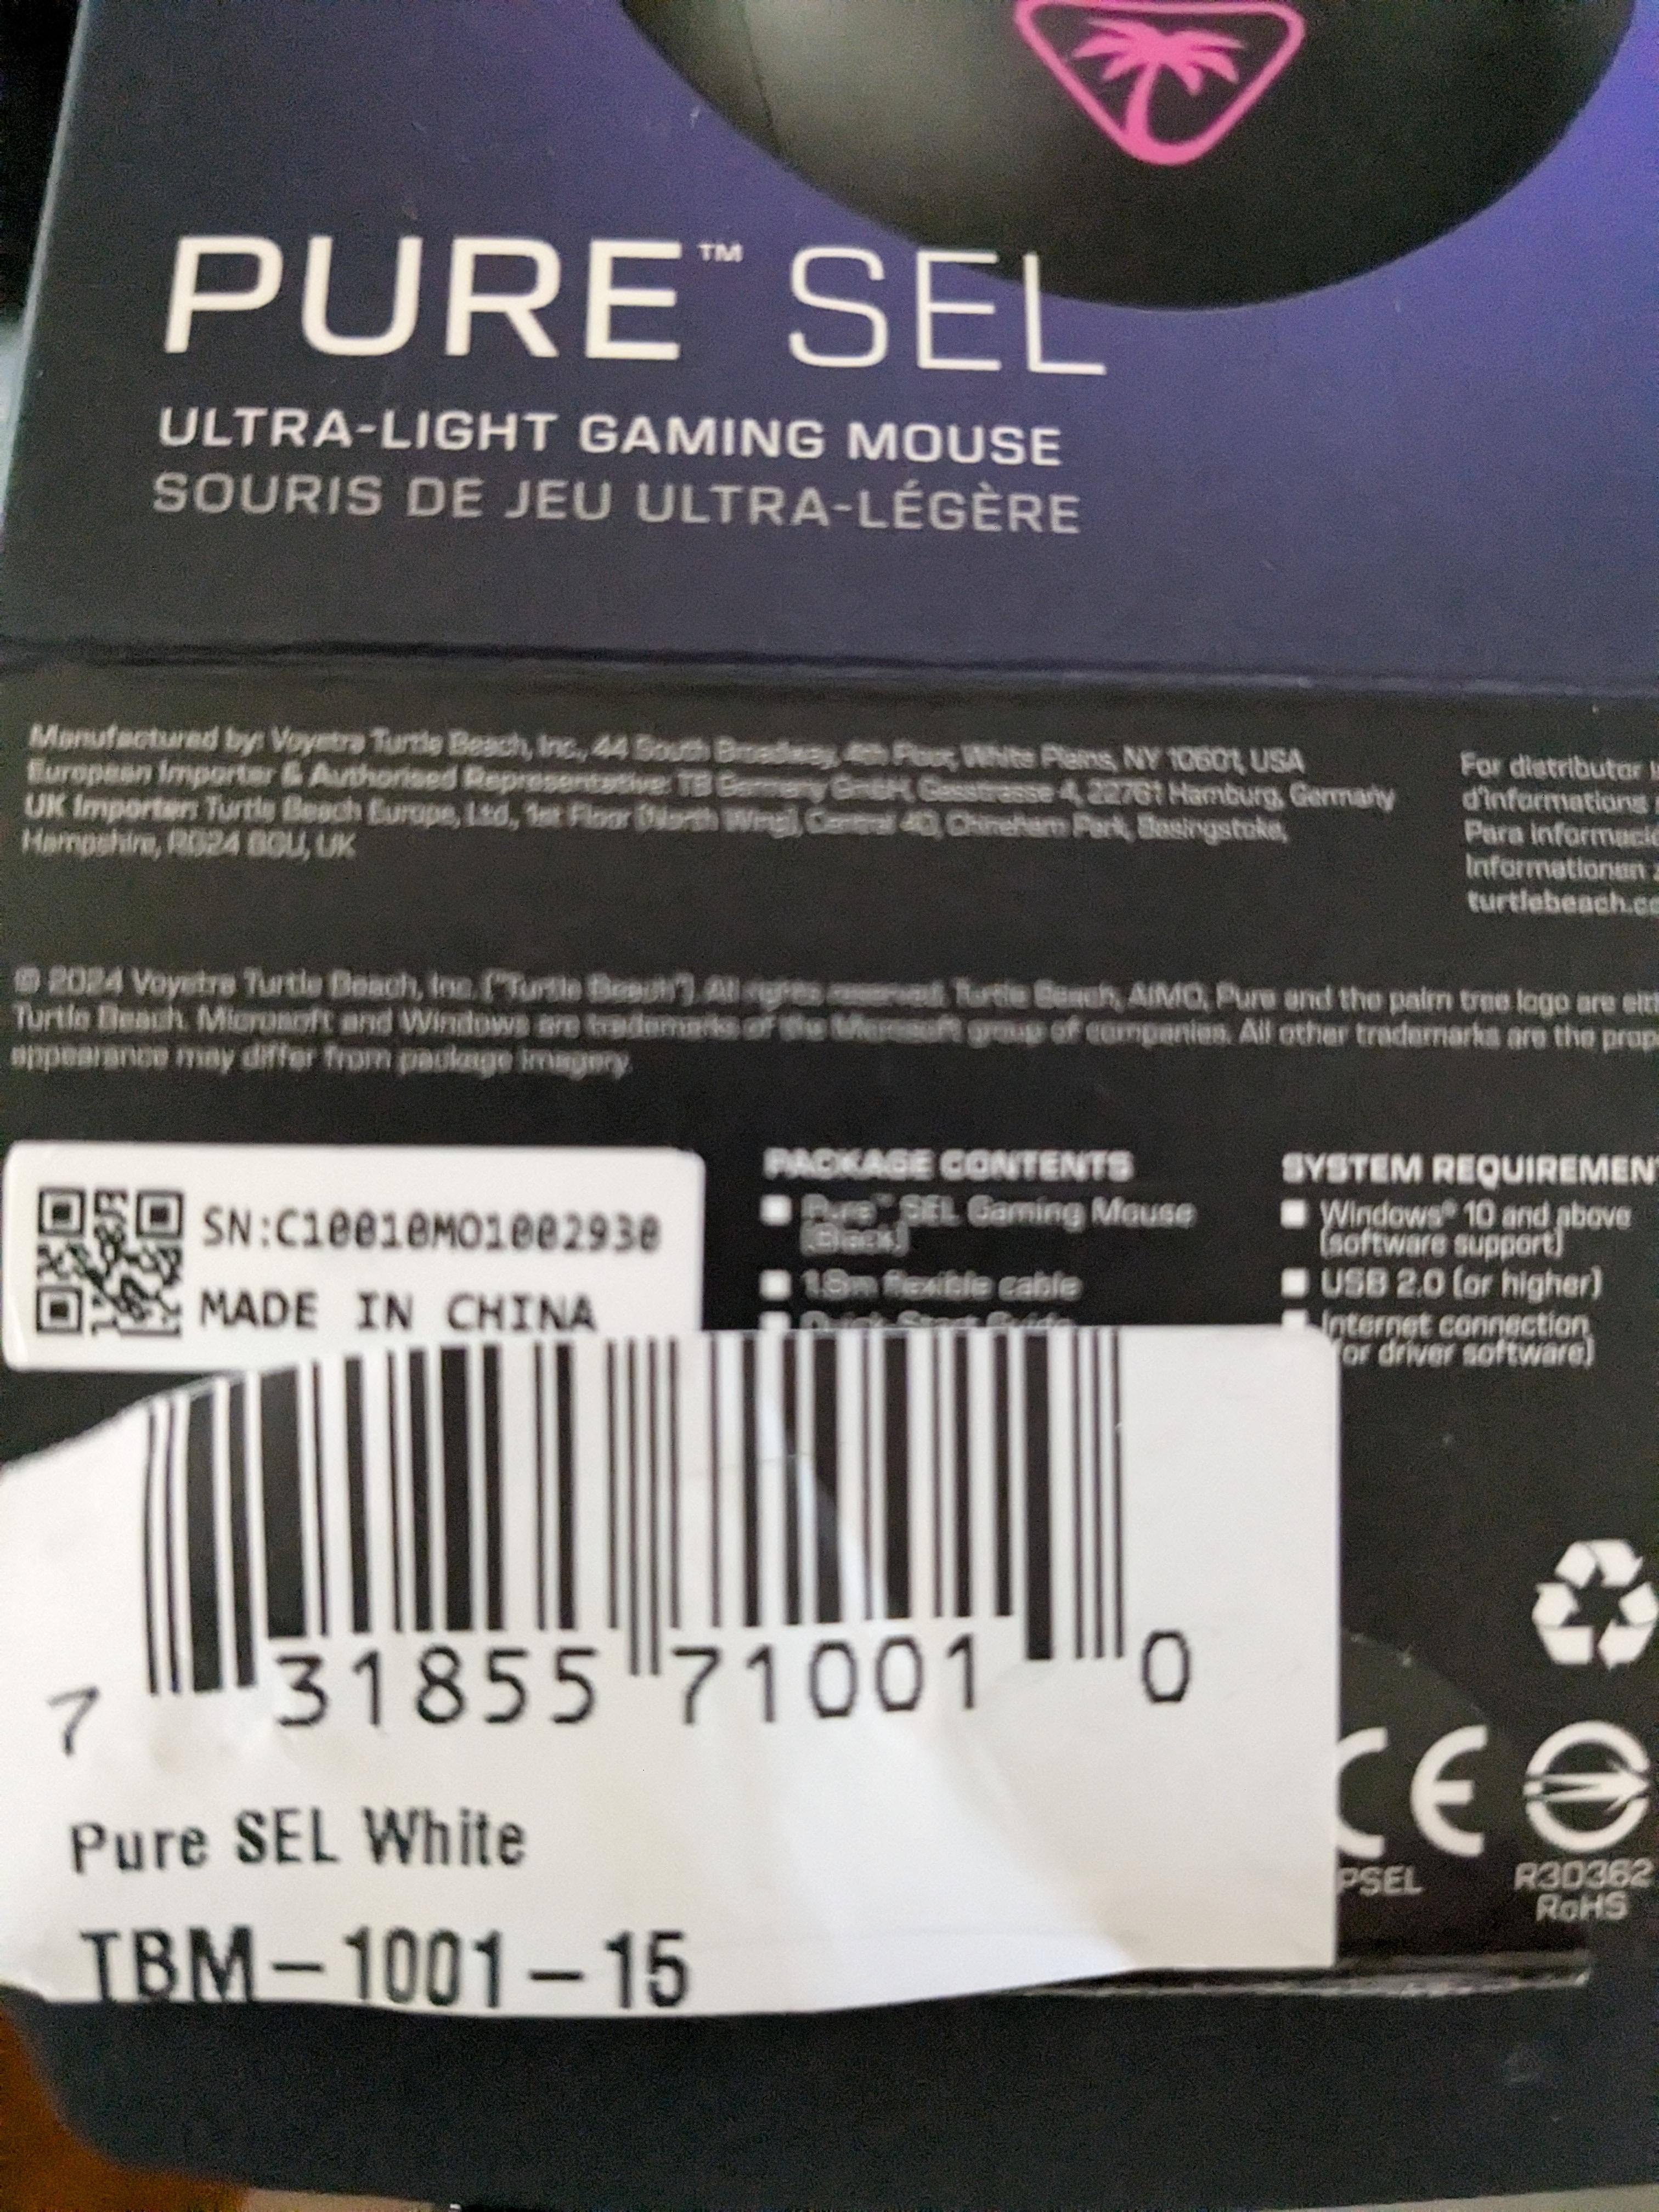 PURE™ SEL
ULTRA-LIGHT GAMING MOUSE
SOURIS DE JEU ULTRA-LÉGÈRE
Manufactured by: Voyetra Turtle Beach, Inc., 44 South Broadway, 4th Floor, White Plains, NY 10601, USA
European Importer & Authorised Representative: TB Germany GmbH, Gasstrasse 4, 22761 Hamburg, Germany
UK Importer: Turtle Beach Europe, Ltd., 1st Floor (North Wing), Central 40, Chineham Park, Basingstoke,
Hampshire, RG24 8GU, UK
For distributor
d'informations
Para
Informationen
turtlebeach.co
© 2024 Voyetra Turtle Beach, Inc. ("Turtle Beach"). All rights reserved. Turtle Beach, AIMO, Pure and the palm tree logo are
Turtle Beach. Microsoft and Windows are trademarks of the Microsoft group of companies. All other trademarks are the prop
appearance may differ from package imagery.
SN:C10010MO1002930
MADE IN CHINA
PACKAGE CONTENTS
Pure™ SEL Gaming Mouse
(Black)
1.8m flexible cable
Quick-Start Guide
SYSTEM REQUIREMEN
Windows® 10 and above
(software support)
USB 2.0 (or higher)
Internet connection
for driver software)
7 31855 71001 0
Pure SEL White
TBM-1001-15
CE
PSEL
R3D362
RoHS